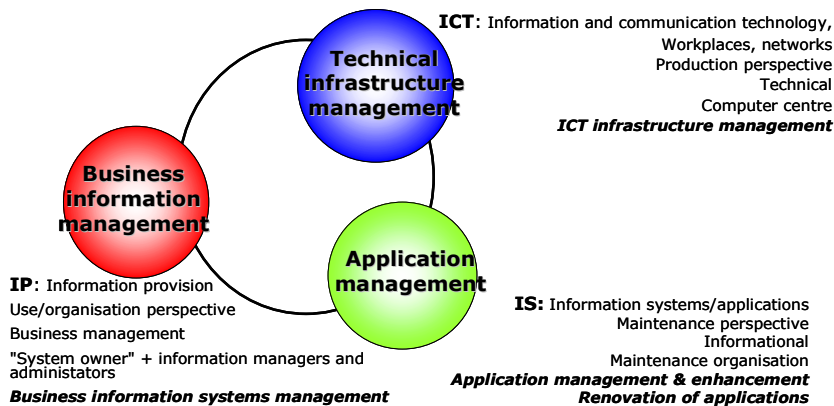 Technical
infrastructure
management
ICT: Information and communication technology,
Workplaces, networks
Production perspective
Technical
Computer centre
ICT infrastructure management
Business
information
management
IP: Information provision
Use/organisation perspective
Business management
"System owner" + information managers and
administators
Business information systems management
Application
management
IS: Information systems/applications
Maintenance perspective
Informational
Maintenance organisation
Application management & enhancement
Renovation of applications